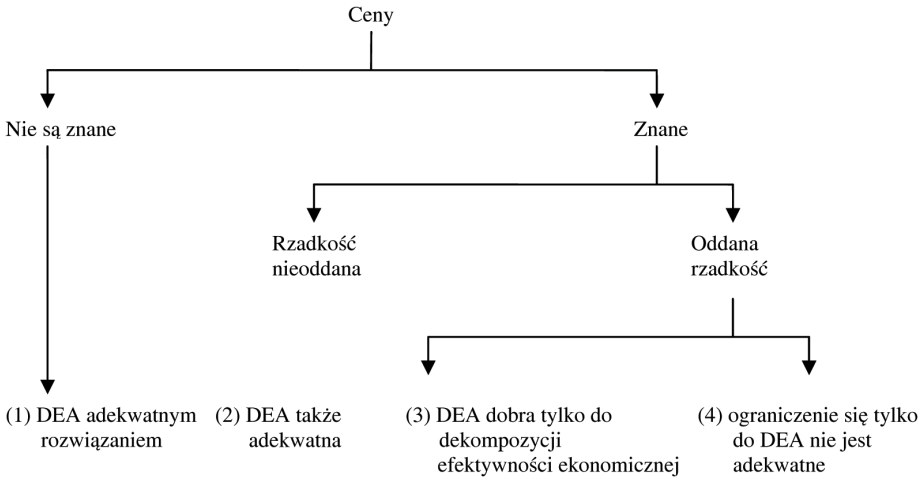 Ceny
Nie są znane
Znane
Rzadkość
nieoddana
Oddana
rzadkość
(1) DEA adekwatnym
rozwiązaniem
(2) DEA także
adekwatna
(3) DEA dobra tylko do
dekompozycji
efektywności ekonomicznej
(4) ograniczenie się tylko
do DEA nie jest
adekwatne